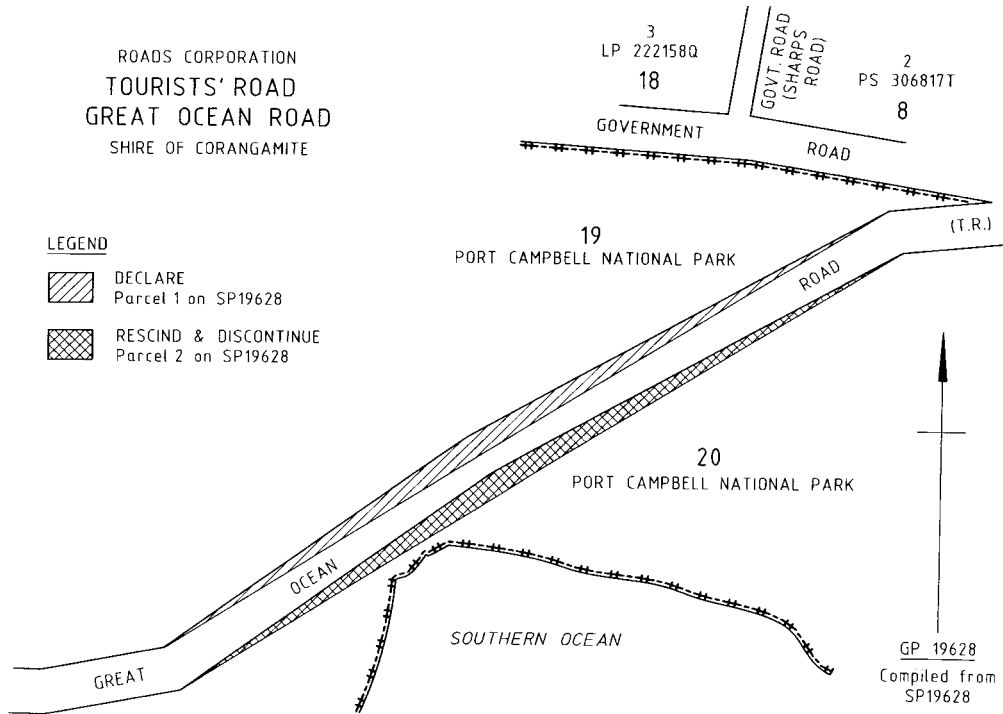 ROADS CORPORATION
TOURISTS' ROAD
GREAT OCEAN ROAD
SHIRE OF CORANGAMITE
3
LP 222158Q
18
GOVT. ROAD
(SHARPS
ROAD)
2
PS 306817T
8
GOVERNMENT ROAD
(T.R.)
19
PORT CAMPBELL NATIONAL PARK
LEGEND
DECLARE
Parcel 1 on SP19628
RESCIND & DISCONTINUE
Parcel 2 on SP19628
20
PORT CAMPBELL NATIONAL PARK
GREAT OCEAN ROAD
SOUTHERN OCEAN
GP 19628
Compiled from
SP19628